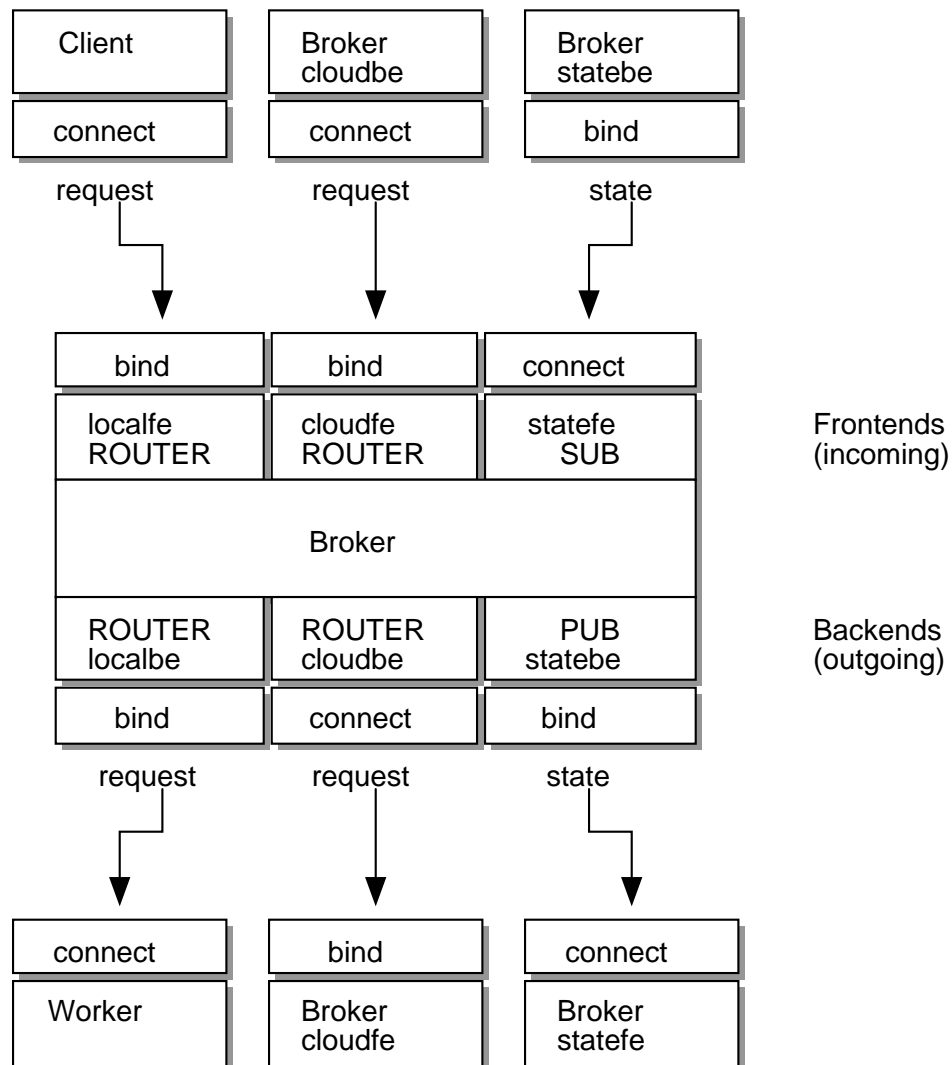 Client
Broker
cloudbe
Broker
statebe
connect
connect
bind
request
request
state
bind
bind
connect
localfe
ROUTER
cloudfe
ROUTER
statefe
SUB
Frontends
(incoming)
Broker
ROUTER
localbe
ROUTER
cloudbe
PUB
statebe
Backends
(outgoing)
bind
connect
bind
request
request
state
connect
bind
connect
Worker
Broker
cloudfe
Broker
statefe